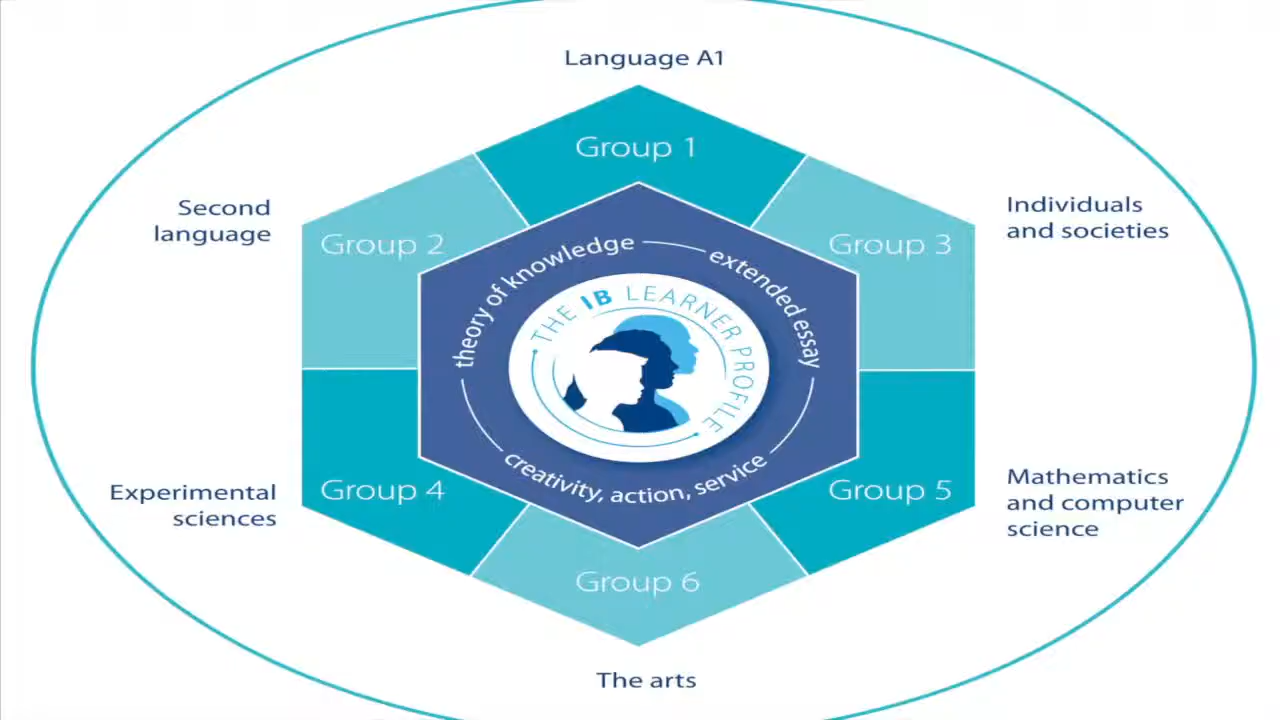 Language A1
Group 1
Second
language
Group 2
Group 3
Individuals
and societies
theory of knowledge
extended essay
THE IB LEARNER PROFILE
creativity, action, service
Experimental
sciences
Group 4
Group 5
Mathematics
and computer
science
Group 6
The arts